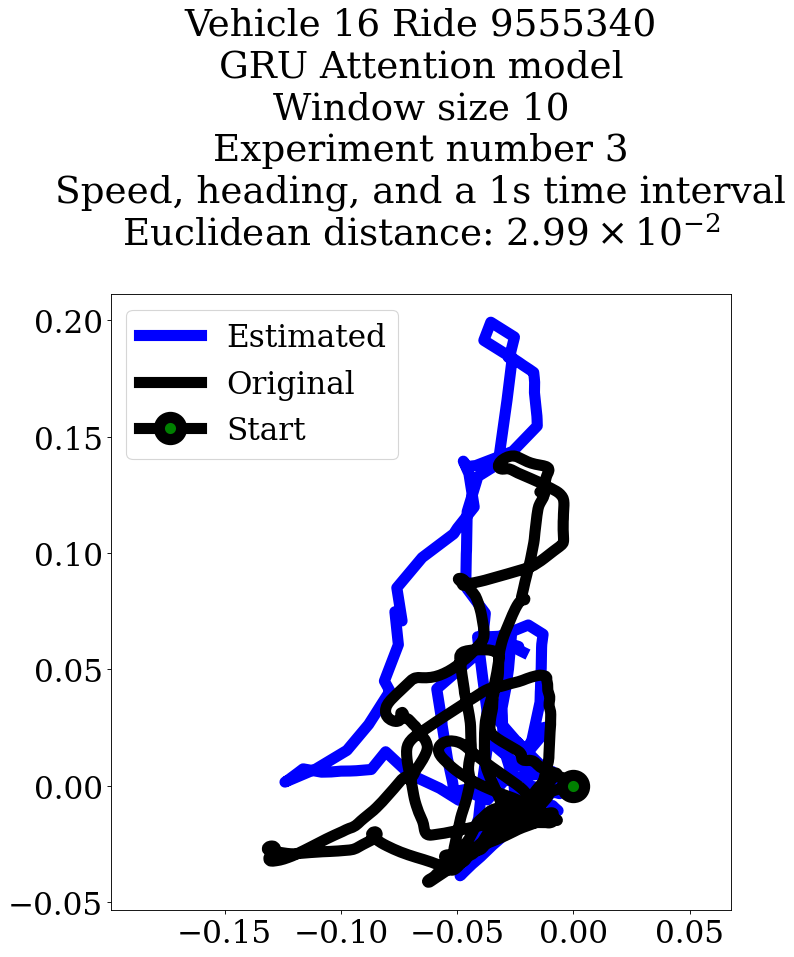 Vehicle 16 Ride 9555340
GRU Attention model
Window size 10
Experiment number 3
Speed, heading, and a 1s time interval
Euclidean distance: 2.99 × 10⁻²
Estimated
Original
Start
0.20
0.15
0.10
0.05
0.00
−0.05
−0.15 −0.10 −0.05 0.00 0.05